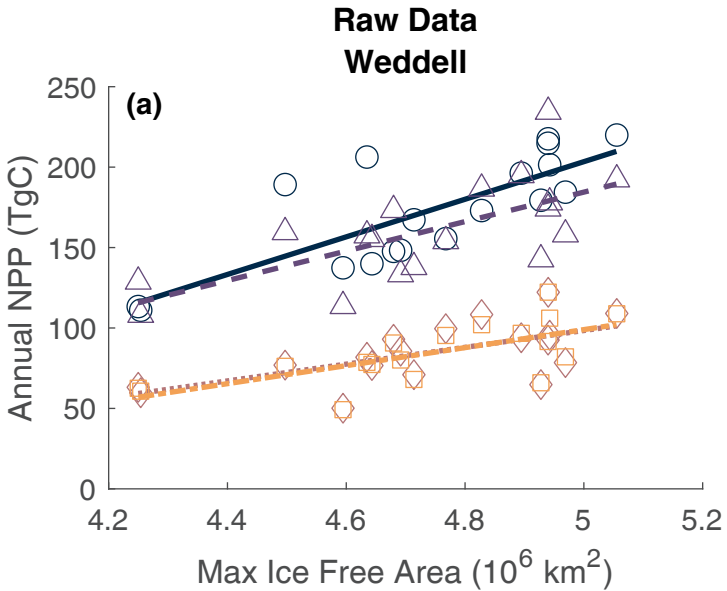 Raw Data
Weddell
(a)
Annual NPP (TgC)
250
200
150
100
50
0
4.2 4.4 4.6 4.8 5 5.2
Max Ice Free Area (10⁶ km²)